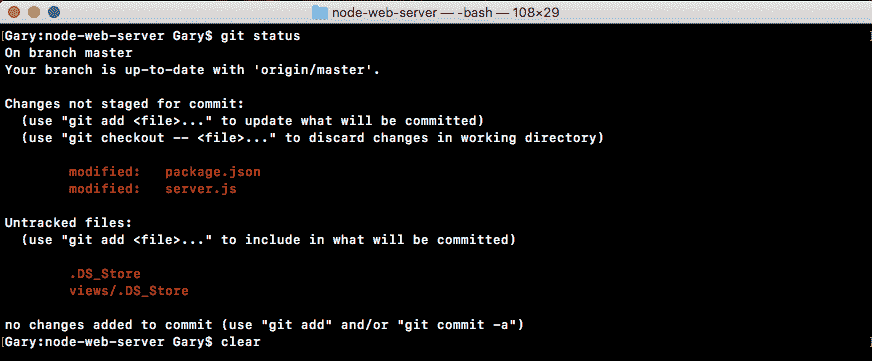 node-web-server — -bash — 108×29
[Gary:node-web-server Gary$ git status
On branch master
Your branch is up-to-date with 'origin/master'.
Changes not staged for commit:
  (use "git add <file>..." to update what will be committed)
  (use "git checkout -- <file>..." to discard changes in working directory)
        modified:   package.json
        modified:   server.js
Untracked files:
  (use "git add <file>..." to include in what will be committed)
        .DS_Store
        views/.DS_Store
no changes added to commit (use "git add" and/or "git commit -a")
[Gary:node-web-server Gary$ clear